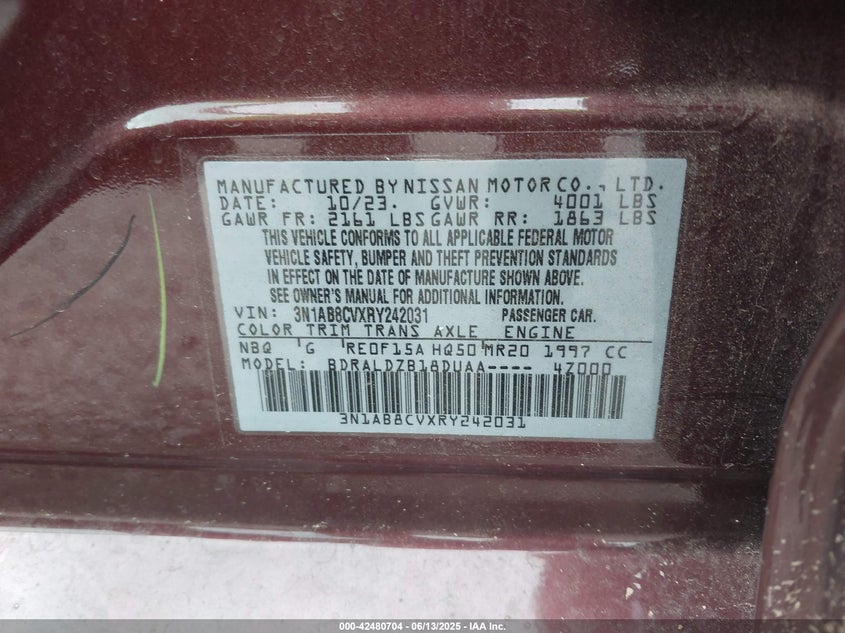 MANUFACTURED BY NISSAN MOTOR CO., LTD.
DATE: 10/23. GVWR: 4001 LBS
GAWR FR: 2161 LBS GAWR RR: 1863 LBS
THIS VEHICLE CONFORMS TO ALL APPLICABLE FEDERAL MOTOR
VEHICLE SAFETY, BUMPER AND THEFT PREVENTION STANDARDS
IN EFFECT ON THE DATE OF MANUFACTURE SHOWN ABOVE.
SEE OWNER'S MANUAL FOR ADDITIONAL INFORMATION.
VIN: 3N1AB8CVXRY242031 PASSENGER CAR.
COLOR TRIM TRANS AXLE ENGINE
NBQ G RE0F15A HQ50 MR20 1997 CC
MODEL: BDRALDZB18DUAA---- 4Z000
3N1AB8CVXRY242031
000-42480704 - 06/13/2025 - IAA Inc.